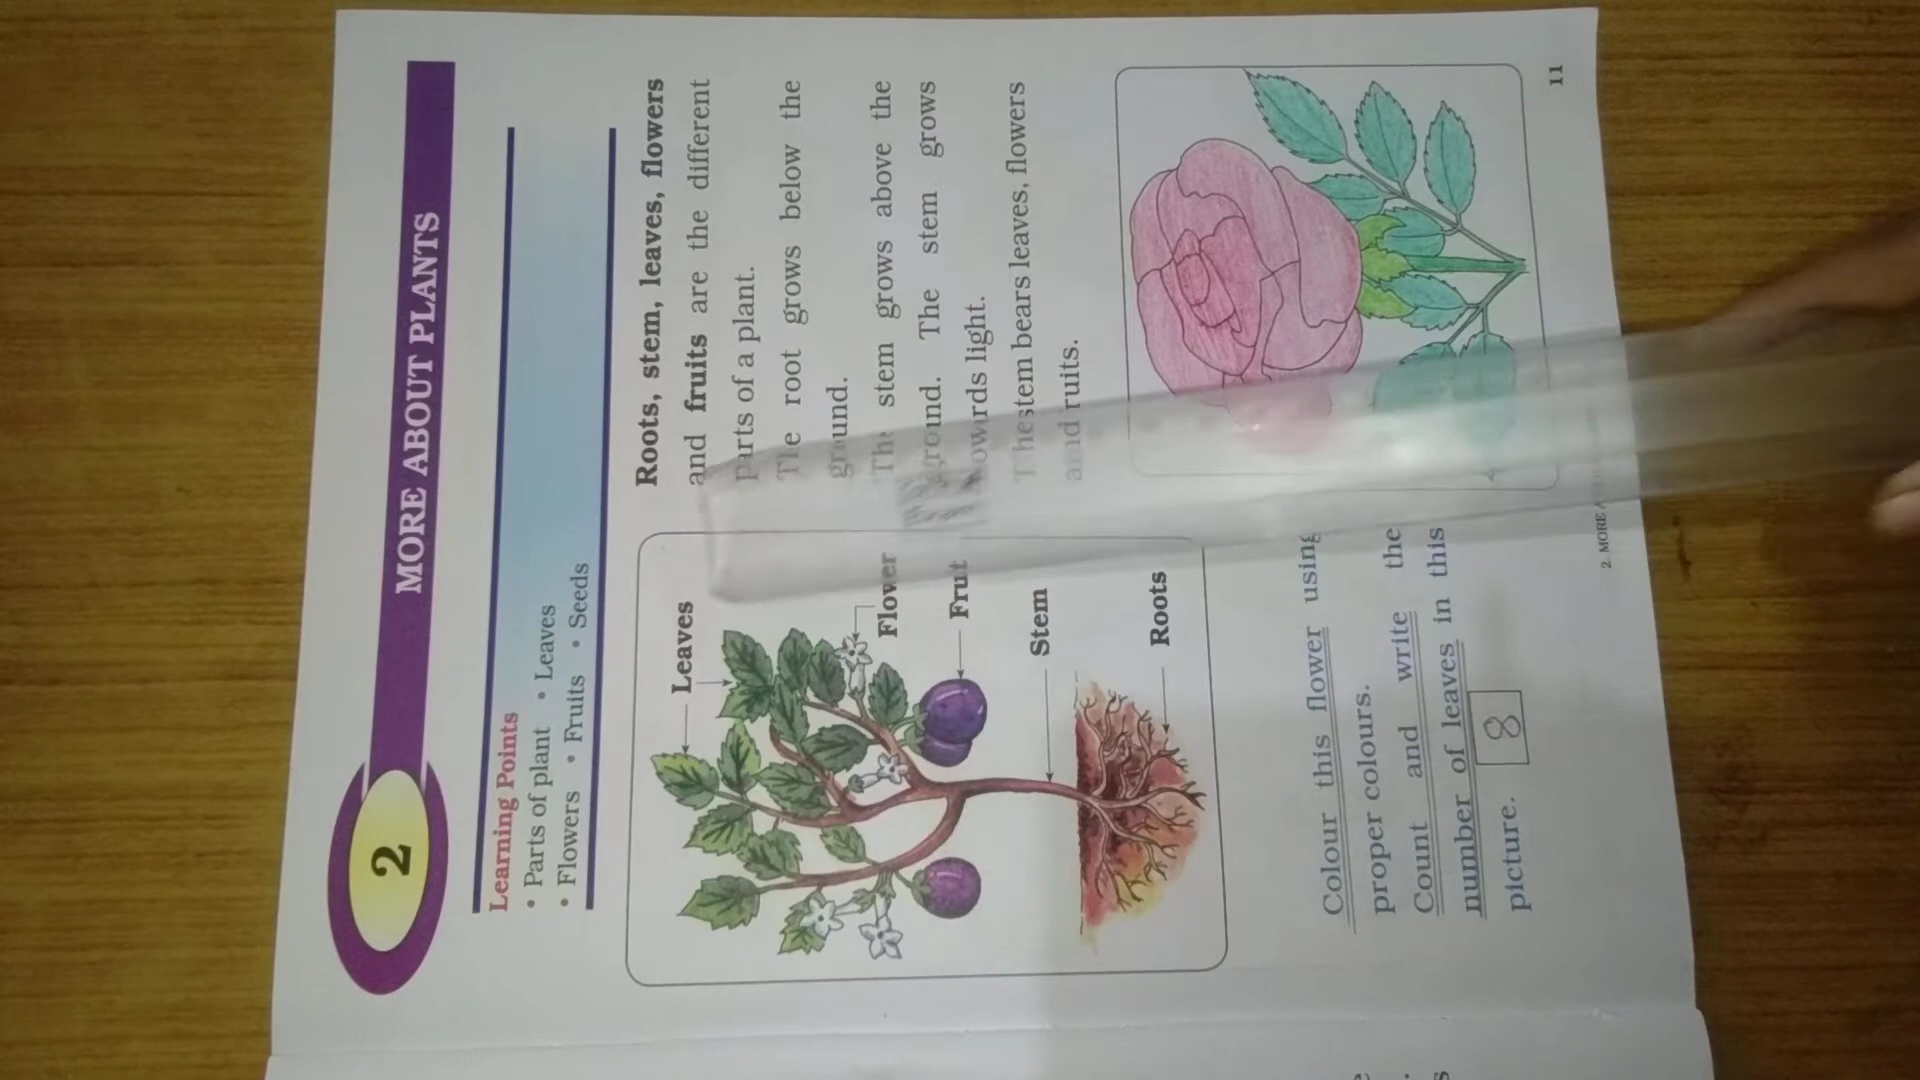 2
MORE ABOUT PLANTS
Learning Points
• Parts of plant • Leaves
• Flowers • Fruits • Seeds
Leaves
Flower
Fruit
Stem
Roots
Roots, stem, leaves, flowers
and fruits are the different
parts of a plant.
The root grows below the
ground.
The stem grows above the
ground. The stem grows
towards light.
The stem bears leaves, flowers
and fruits.
Colour this flower using
proper colours.
Count and write the
number of leaves in this
picture. 8
2. MORE
11